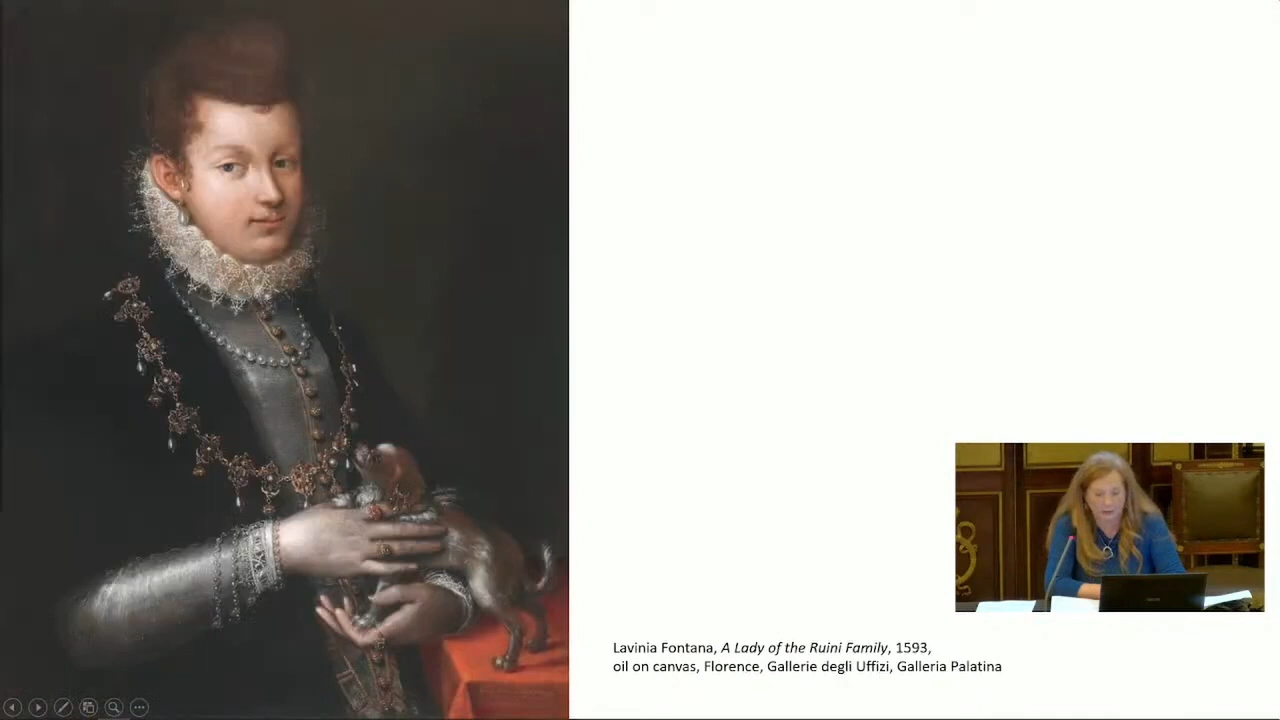 Lavinia Fontana, A Lady of the Ruini Family, 1593,
oil on canvas, Florence, Gallerie degli Uffizi, Galleria Palatina